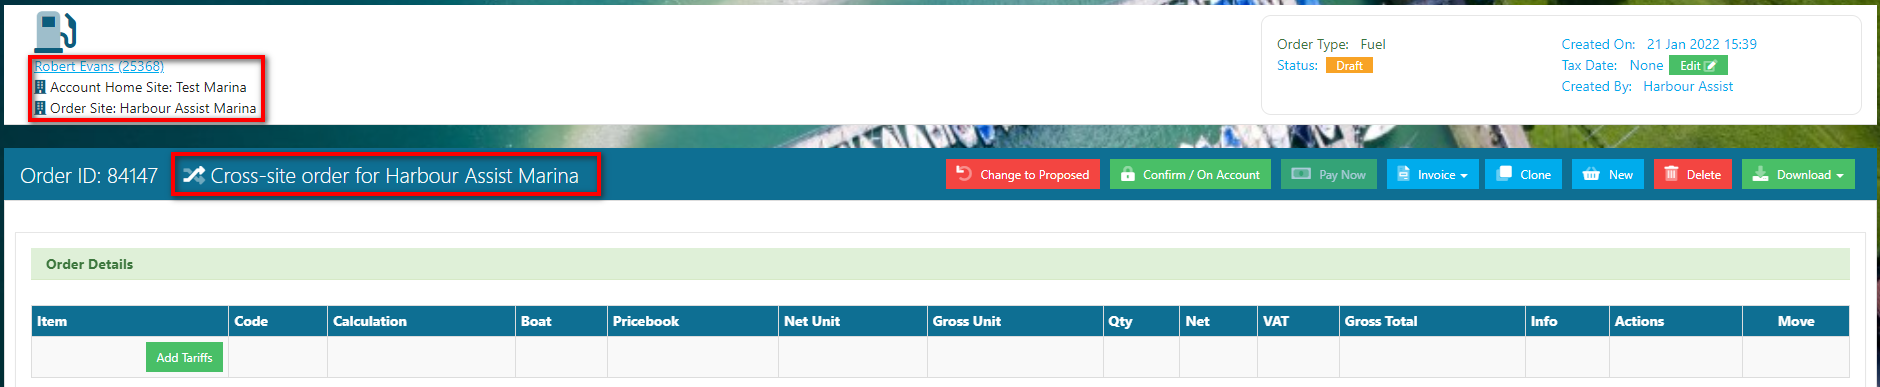 Robert Evans (25368)
Account Home Site: Test Marina
Order Site: Harbour Assist Marina
Order Type: Fuel
Status: Draft
Created On: 21 Jan 2022 15:39
Tax Date: None Edit
Created By: Harbour Assist
Order ID: 84147 Cross-site order for Harbour Assist Marina Change to Proposed Confirm / On Account Pay Now Invoice Clone New Delete Download
Order Details
Item Code Calculation Boat Pricebook Net Unit Gross Unit Qty Net VAT Gross Total Info Actions Move
Add Tariffs